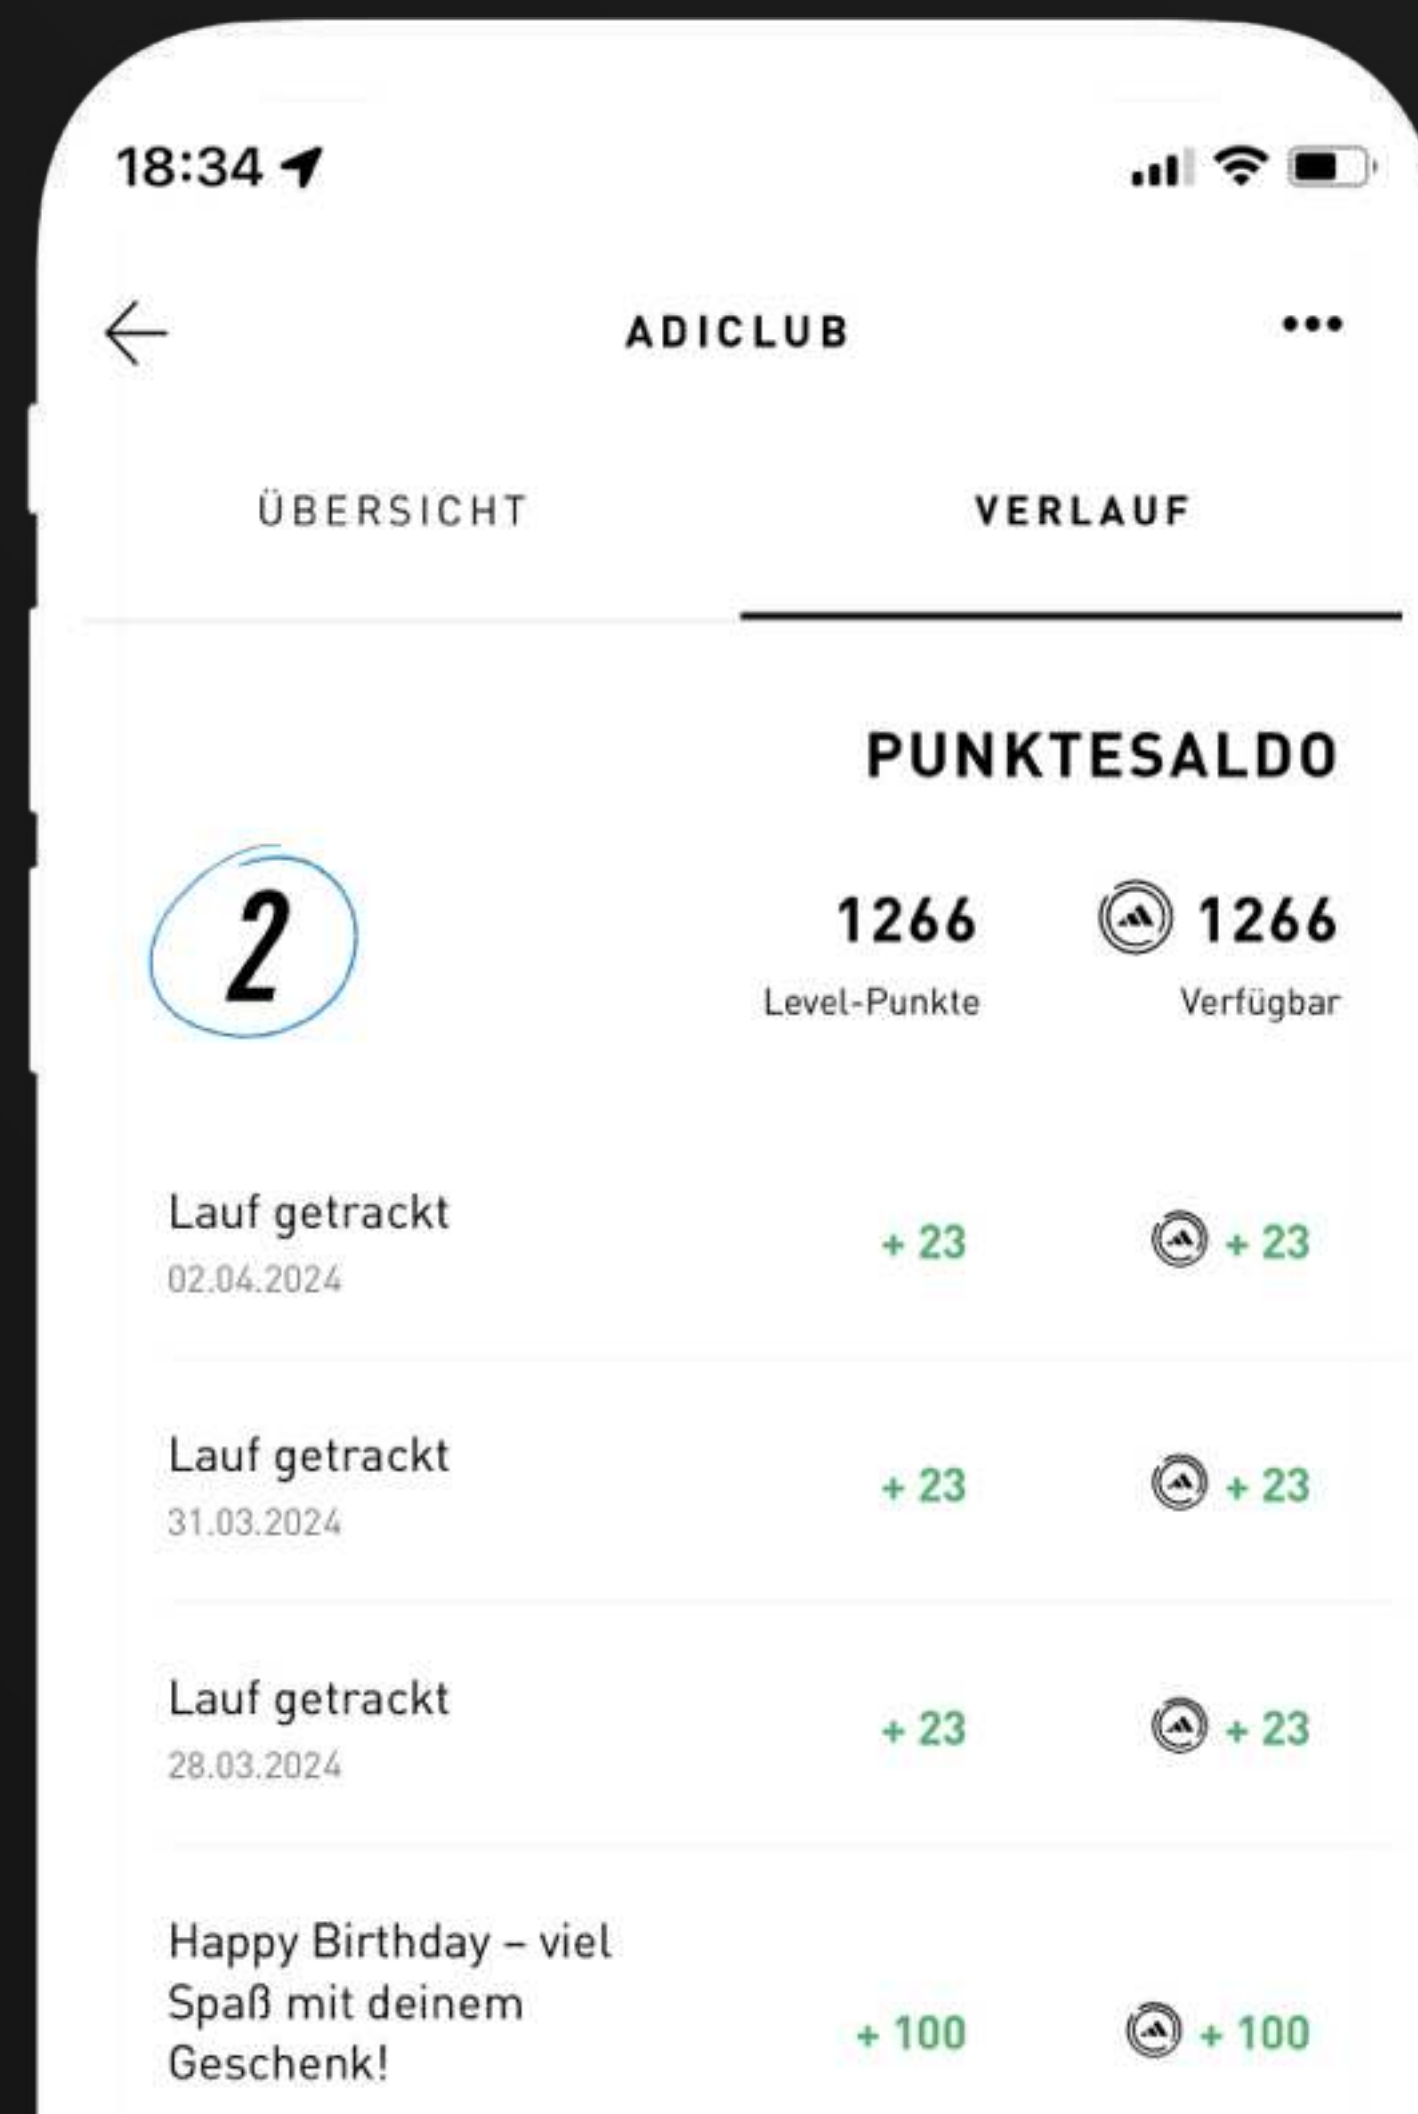 18:34
ADICLUB
ÜBERSICHT
VERLAUF
PUNKTESALDO
2
1266
1266
Level-Punkte
Verfügbar
Lauf getrackt
+ 23
+ 23
02.04.2024
Lauf getrackt
+ 23
+ 23
31.03.2024
Lauf getrackt
+ 23
+ 23
28.03.2024
Happy Birthday – viel
Spaß mit deinem
Geschenk!
+ 100
+ 100